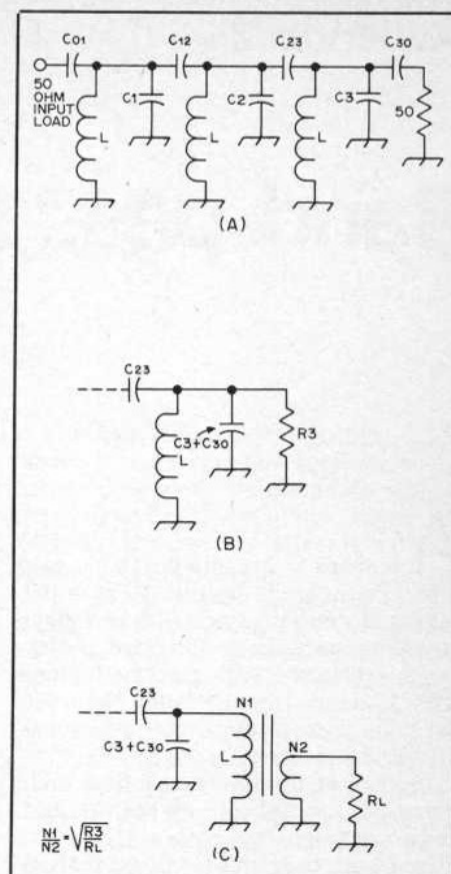 C01 C12 C23 C30
50
OHM
INPUT
LOAD
C1 C2 C3 50
L L L
(A)
C23
C3+C30
L
R3
(B)
C23
N1
C3+C30
L
N2
RL
N1/N2=√R3/RL
(C)